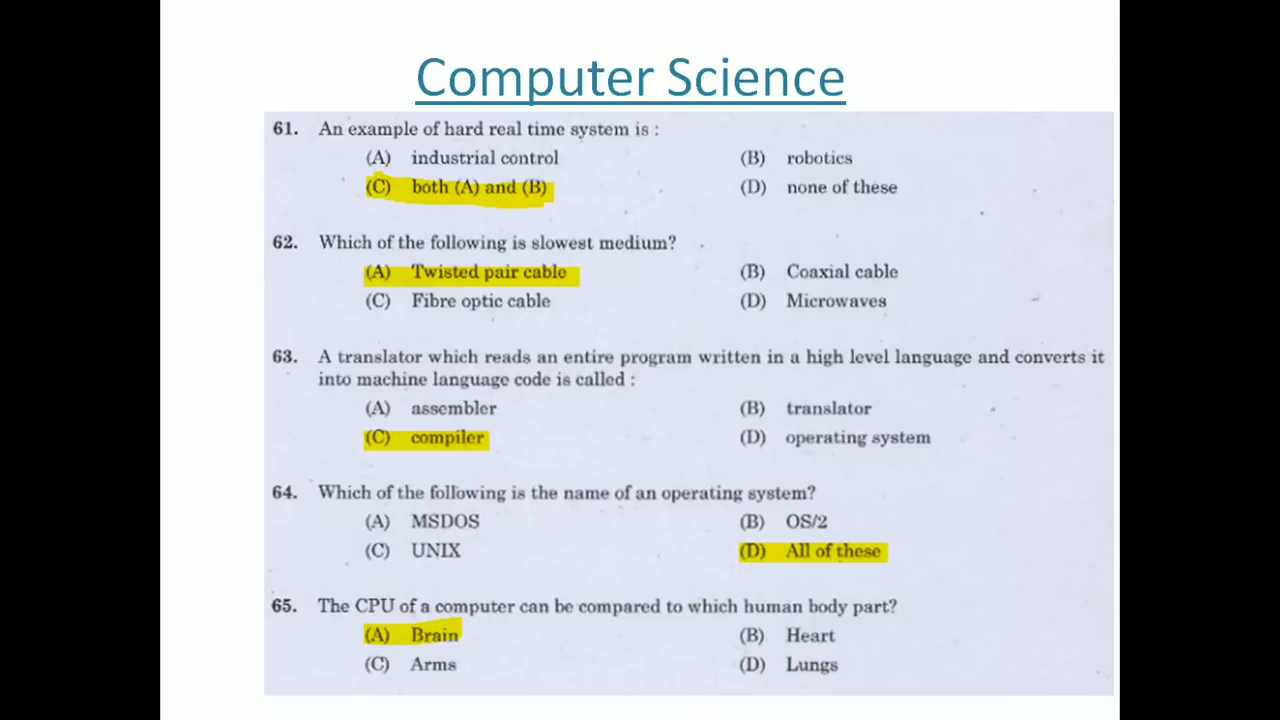 Computer Science
61. An example of hard real time system is :
(A) industrial control (B) robotics
(C) both (A) and (B) (D) none of these
62. Which of the following is slowest medium?
(A) Twisted pair cable (B) Coaxial cable
(C) Fibre optic cable (D) Microwaves
63. A translator which reads an entire program written in a high level language and converts it
into machine language code is called :
(A) assembler (B) translator
(C) compiler (D) operating system
64. Which of the following is the name of an operating system?
(A) MSDOS (B) OS/2
(C) UNIX (D) All of these
65. The CPU of a computer can be compared to which human body part?
(A) Brain (B) Heart
(C) Arms (D) Lungs